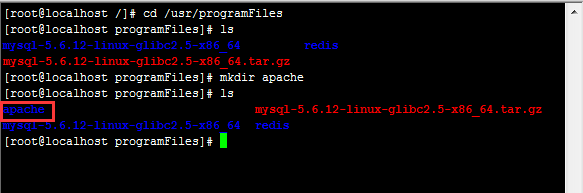 [root@localhost /]# cd /usr/programFiles
[root@localhost programFiles]# ls
mysql-5.6.12-linux-glibc2.5-x86_64 redis
mysql-5.6.12-linux-glibc2.5-x86_64.tar.gz
[root@localhost programFiles]# mkdir apache
[root@localhost programFiles]# ls
apache mysql-5.6.12-linux-glibc2.5-x86_64.tar.gz
mysql-5.6.12-linux-glibc2.5-x86_64 redis
[root@localhost programFiles]#